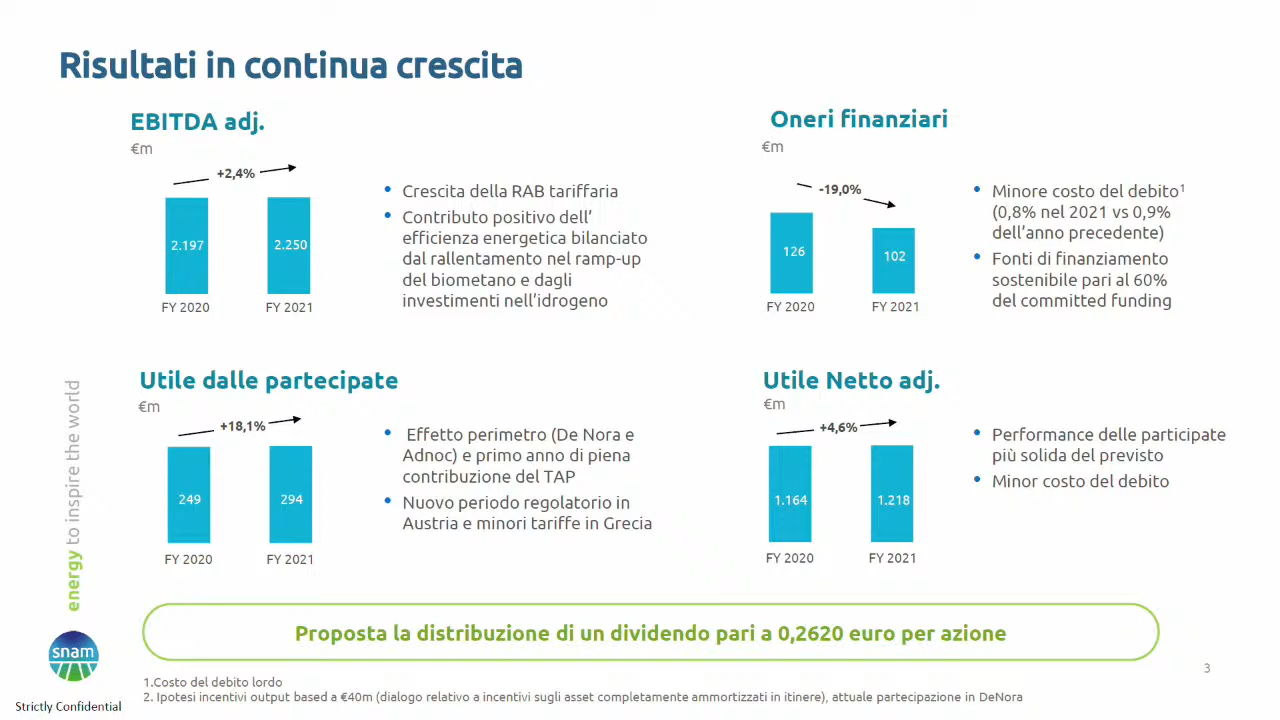 Risultati in continua crescita
EBITDA adj.
€m
+2,4%
2.197
2.250
FY 2020
FY 2021
• Crescita della RAB tariffaria
• Contributo positivo dell’
efficienza energetica bilanciato
dal rallentamento nel ramp-up
del biometano e dagli
investimenti nell’idrogeno
Oneri finanziari
€m
-19,0%
126
102
FY 2020
FY 2021
• Minore costo del debito¹
(0,8% nel 2021 vs 0,9%
dell’anno precedente)
• Fonti di finanziamento
sostenibile pari al 60%
del committed funding
Utile dalle partecipate
€m
+18,1%
249
294
FY 2020
FY 2021
• Effetto perimetro (De Nora e
Adnoc) e primo anno di piena
contribuzione del TAP
• Nuovo periodo regolatorio in
Austria e minori tariffe in Grecia
Utile Netto adj.
€m
+4,6%
1.164
1.218
FY 2020
FY 2021
• Performance delle participate
più solida del previsto
• Minor costo del debito
energy to inspire the world
Proposta la distribuzione di un dividendo pari a 0,2620 euro per azione
snam
3
1.Costo del debito lordo
2. Ipotesi incentivi output based a €40m (dialogo relativo a incentivi sugli asset completamente ammortizzati in itinere), attuale partecipazione in DeNora
Strictly Confidential